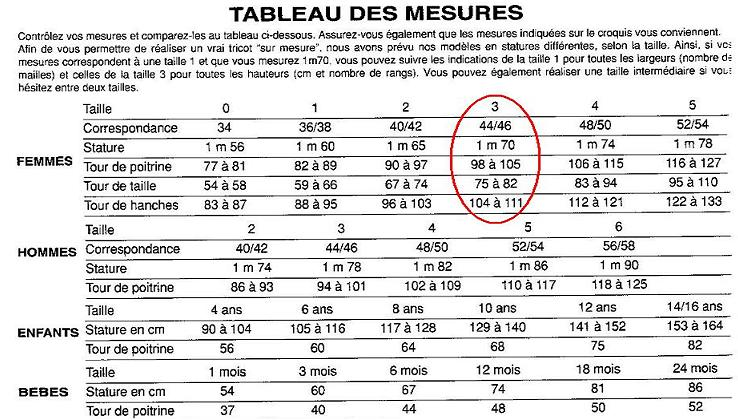 TABLEAU DES MESURES
Contrôlez vos mesures et comparez-les au tableau ci-dessous. Assurez-vous également que les mesures indiquées sur le croquis vous conviennent.
Afin de vous permettre de réaliser un vrai tricot "sur mesure", nous avons prévu nos modèles en statures différentes, selon la taille. Ainsi, si vos
mesures correspondent à une taille 1 et que vous mesurez 1m70, vous pouvez suivre les indications de la taille 1 pour toutes les largeurs (nombre de
mailles) et celles de la taille 3 pour toutes les hauteurs (cm et nombre de rangs). Vous pouvez également réaliser une taille intermédiaire si vous
hésitez entre deux tailles.
FEMMES
Taille 0 1 2 3 4 5
Correspondance 34 36/38 40/42 44/46 48/50 52/54
Stature 1 m 56 1 m 60 1 m 65 1 m 70 1 m 74 1 m 78
Tour de poitrine 77 à 81 82 à 89 90 à 97 98 à 105 106 à 115 116 à 127
Tour de taille 54 à 58 59 à 66 67 à 74 75 à 82 83 à 94 95 à 110
Tour de hanches 83 à 87 88 à 95 96 à 103 104 à 111 112 à 121 122 à 133
HOMMES
Taille 2 3 4 5 6
Correspondance 40/42 44/46 48/50 52/54 56/58
Stature 1 m 74 1 m 78 1 m 82 1 m 86 1 m 90
Tour de poitrine 86 à 93 94 à 101 102 à 109 110 à 117 118 à 125
ENFANTS
Taille 4 ans 6 ans 8 ans 10 ans 12 ans 14/16 ans
Stature en cm 90 à 104 105 à 116 117 à 128 129 à 140 141 à 152 153 à 164
Tour de poitrine 56 60 64 68 75 82
BEBES
Taille 1 mois 3 mois 6 mois 12 mois 18 mois 24 mois
Stature en cm 54 60 67 74 81 86
Tour de poitrine 37 40 44 48 50 52